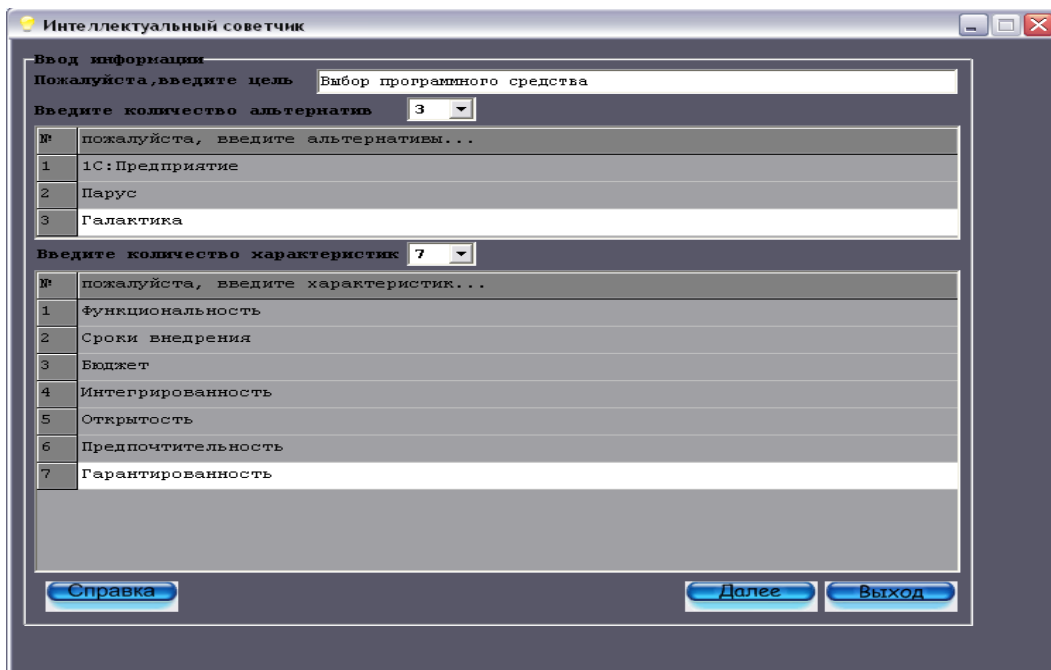 Интеллектуальный советчик
Ввод информации
Пожалуйста,введите цель Выбор программного средства
Введите количество альтернатив 3
№ пожалуйста, введите альтернативы...
1 1С:Предприятие
2 Парус
3 Галактика
Введите количество характеристик 7
№ пожалуйста, введите характеристик...
1 Функциональность
2 Сроки внедрения
3 Бюджет
4 Интегрированность
5 Открытость
6 Предпочтительность
7 Гарантированность
Справка Далее Выход